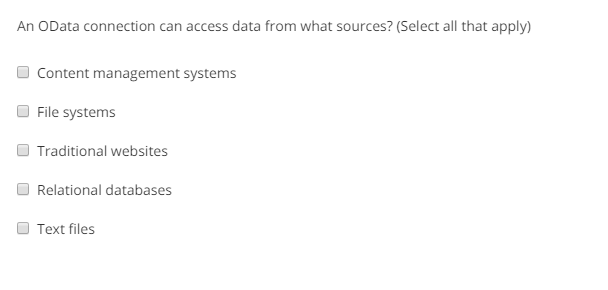 An OData connection can access data from what sources? (Select all that apply)
Content management systems
File systems
Traditional websites
Relational databases
Text files